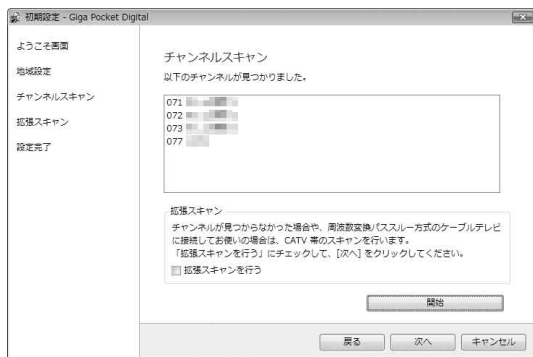 初期設定 - Giga Pocket Digital
ようこそ画面
地域設定
チャンネルスキャン
拡張スキャン
設定完了
チャンネルスキャン
以下のチャンネルが見つかりました。
071
072
073
077
拡張スキャン
チャンネルが見つからなかった場合や、周波数変換パススルー方式のケーブルテレビ
に接続してお使いの場合は、CATV 帯のスキャンを行います。
「拡張スキャンを行う」にチェックして、[次へ] をクリックしてください。
拡張スキャンを行う
開始
戻る
次へ
キャンセル